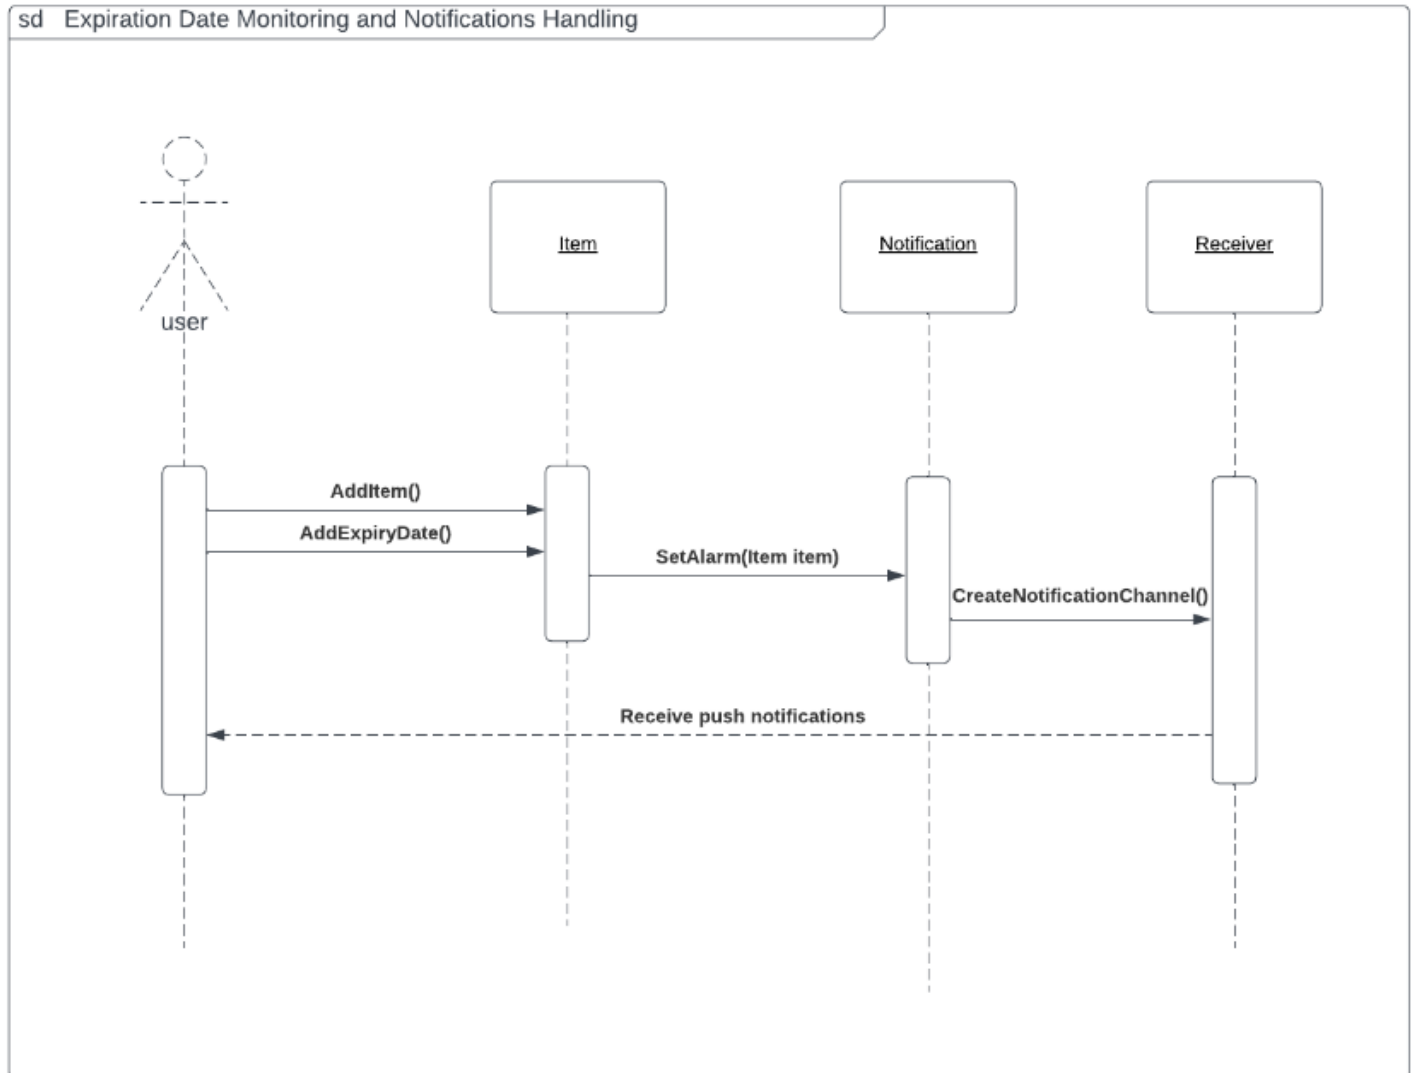 sd Expiration Date Monitoring and Notifications Handling
user
Item
Notification
Receiver
AddItem()
AddExpiryDate()
SetAlarm(Item item)
CreateNotificationChannel()
Receive push notifications